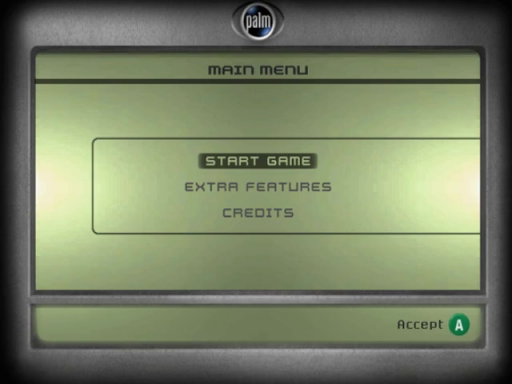 palm
MAIN MENU
START GAME
EXTRA FEATURES
CREDITS
Accept A